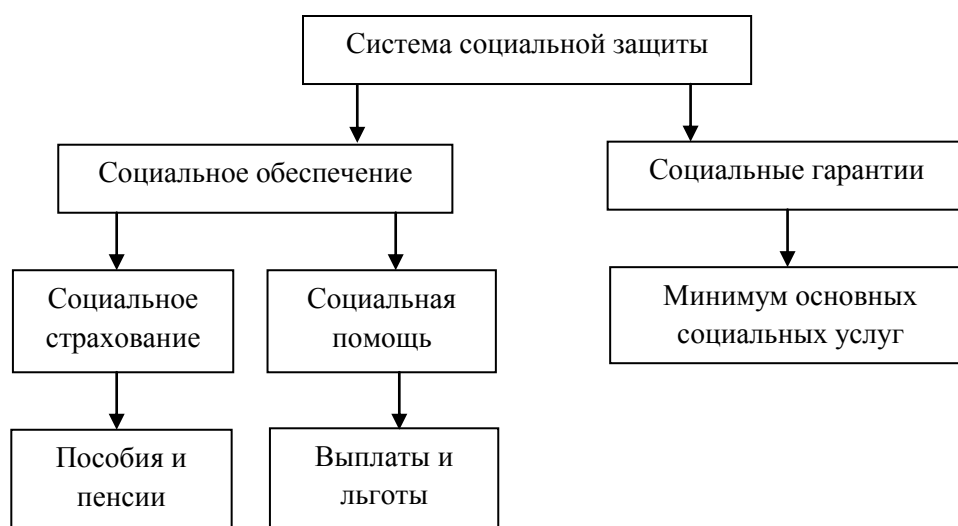 Система социальной защиты
Социальное обеспечение
Социальные гарантии
Социальное
страхование
Социальная
помощь
Минимум основных
социальных услуг
Пособия и
пенсии
Выплаты и
льготы